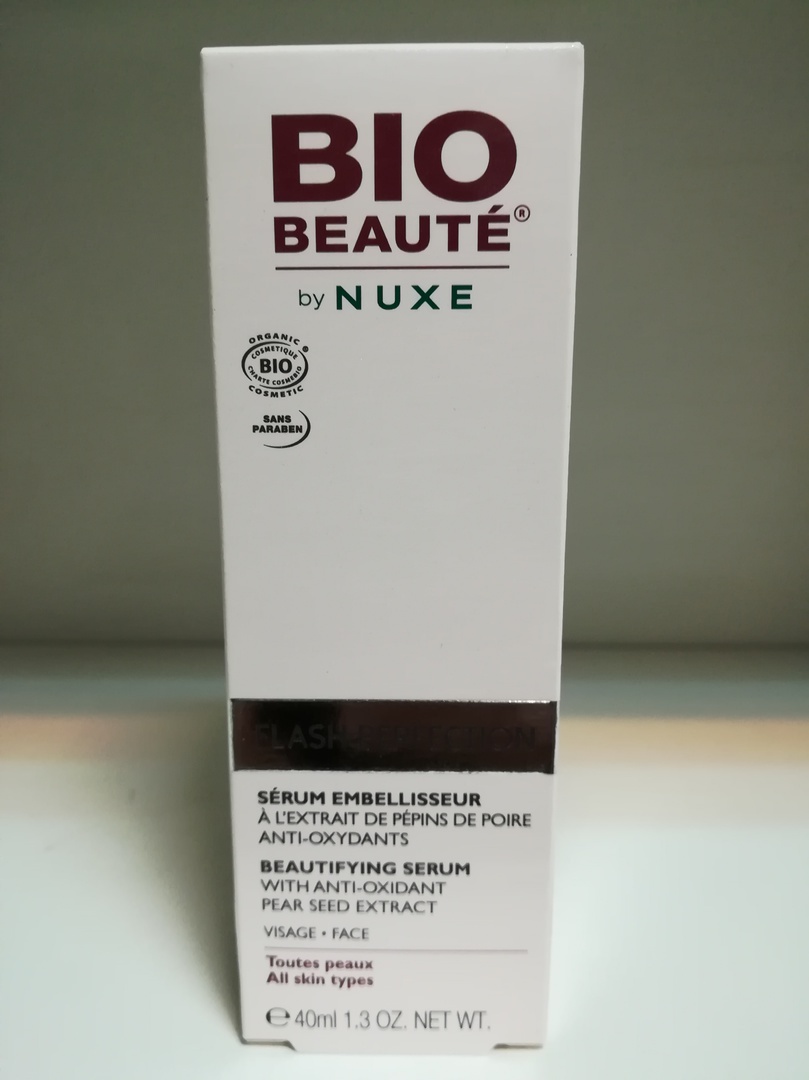 BIO
BEAUTÉ®
by NUXE
ORGANIC ®
COSMETIQUE
BIO
CHARTE COSMEBIO
COSMETIC
SANS
PARABEN
FLASH PERFECTION
SÉRUM EMBELLISSEUR
À L'EXTRAIT DE PÉPINS DE POIRE
ANTI-OXYDANTS
BEAUTIFYING SERUM
WITH ANTI-OXIDANT
PEAR SEED EXTRACT
VISAGE • FACE
Toutes peaux
All skin types
℮ 40ml 1.3 OZ. NET WT.